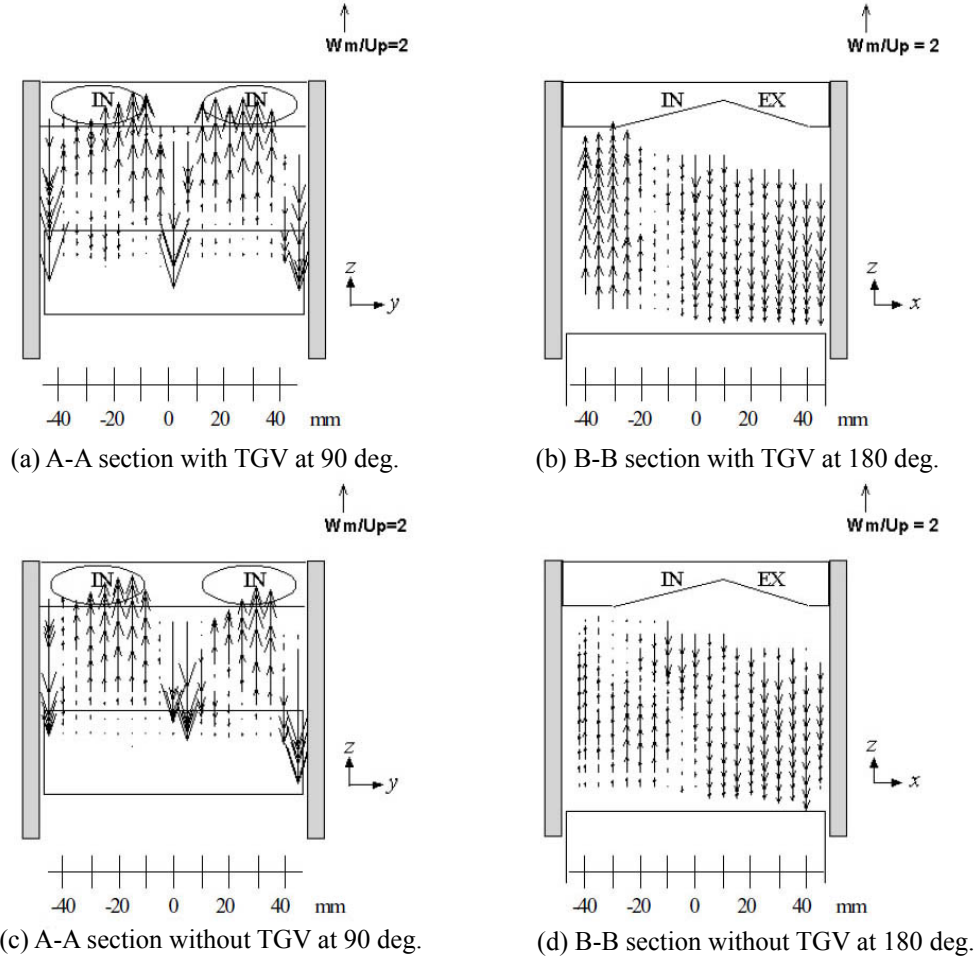 Wm/Up=2
IN IN
z
y
-40 -20 0 20 40 mm
(a) A-A section with TGV at 90 deg.
Wm/Up = 2
IN EX
z
x
-40 -20 0 20 40 mm
(b) B-B section with TGV at 180 deg.
Wm/Up=2
IN IN
z
y
-40 -20 0 20 40 mm
(c) A-A section without TGV at 90 deg.
Wm/Up = 2
IN EX
z
x
-40 -20 0 20 40 mm
(d) B-B section without TGV at 180 deg.